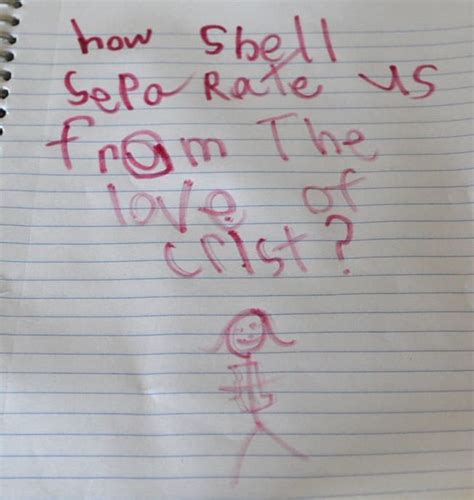 how Shell
Separate us
from The
love of
crist?